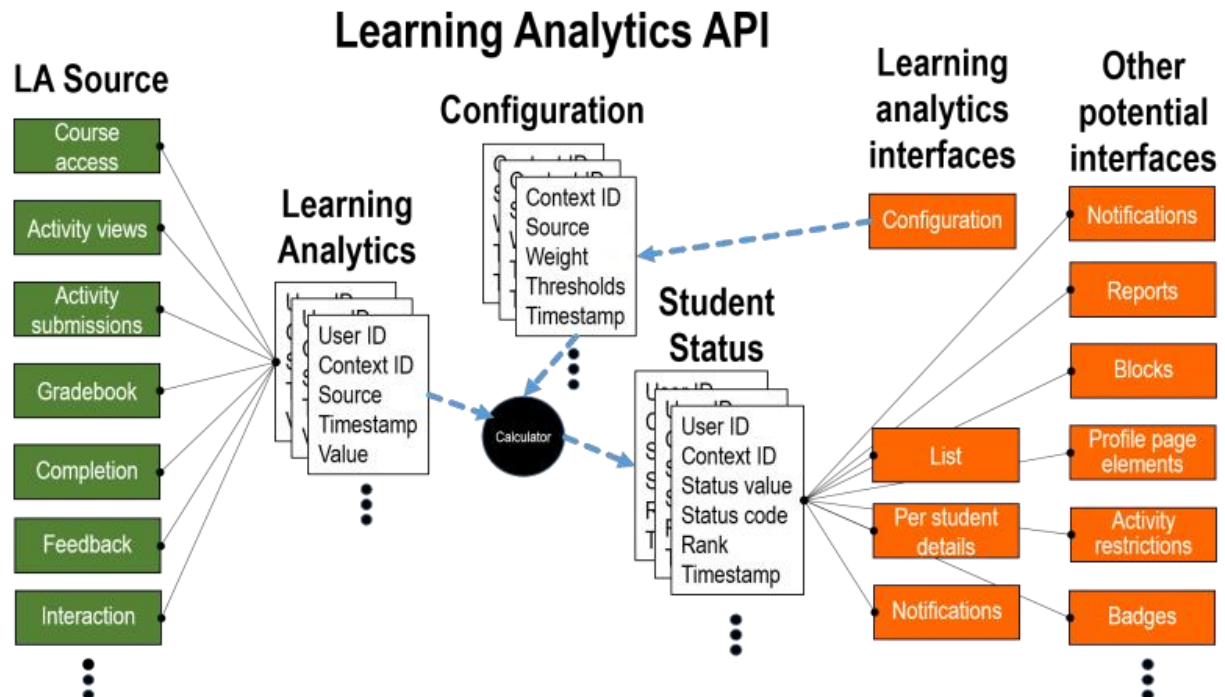 Learning Analytics API
LA Source
Course
access
Activity views
Activity
submissions
Gradebook
Completion
Feedback
Interaction
Learning
Analytics
User ID
Context ID
Source
Timestamp
Value
Configuration
Context ID
Source
Weight
Thresholds
Timestamp
Calculator
Student
Status
User ID
Context ID
Status value
Status code
Rank
Timestamp
Learning
analytics
interfaces
Configuration
List
Per student
details
Notifications
Other
potential
interfaces
Notifications
Reports
Blocks
Profile page
elements
Activity
restrictions
Badges